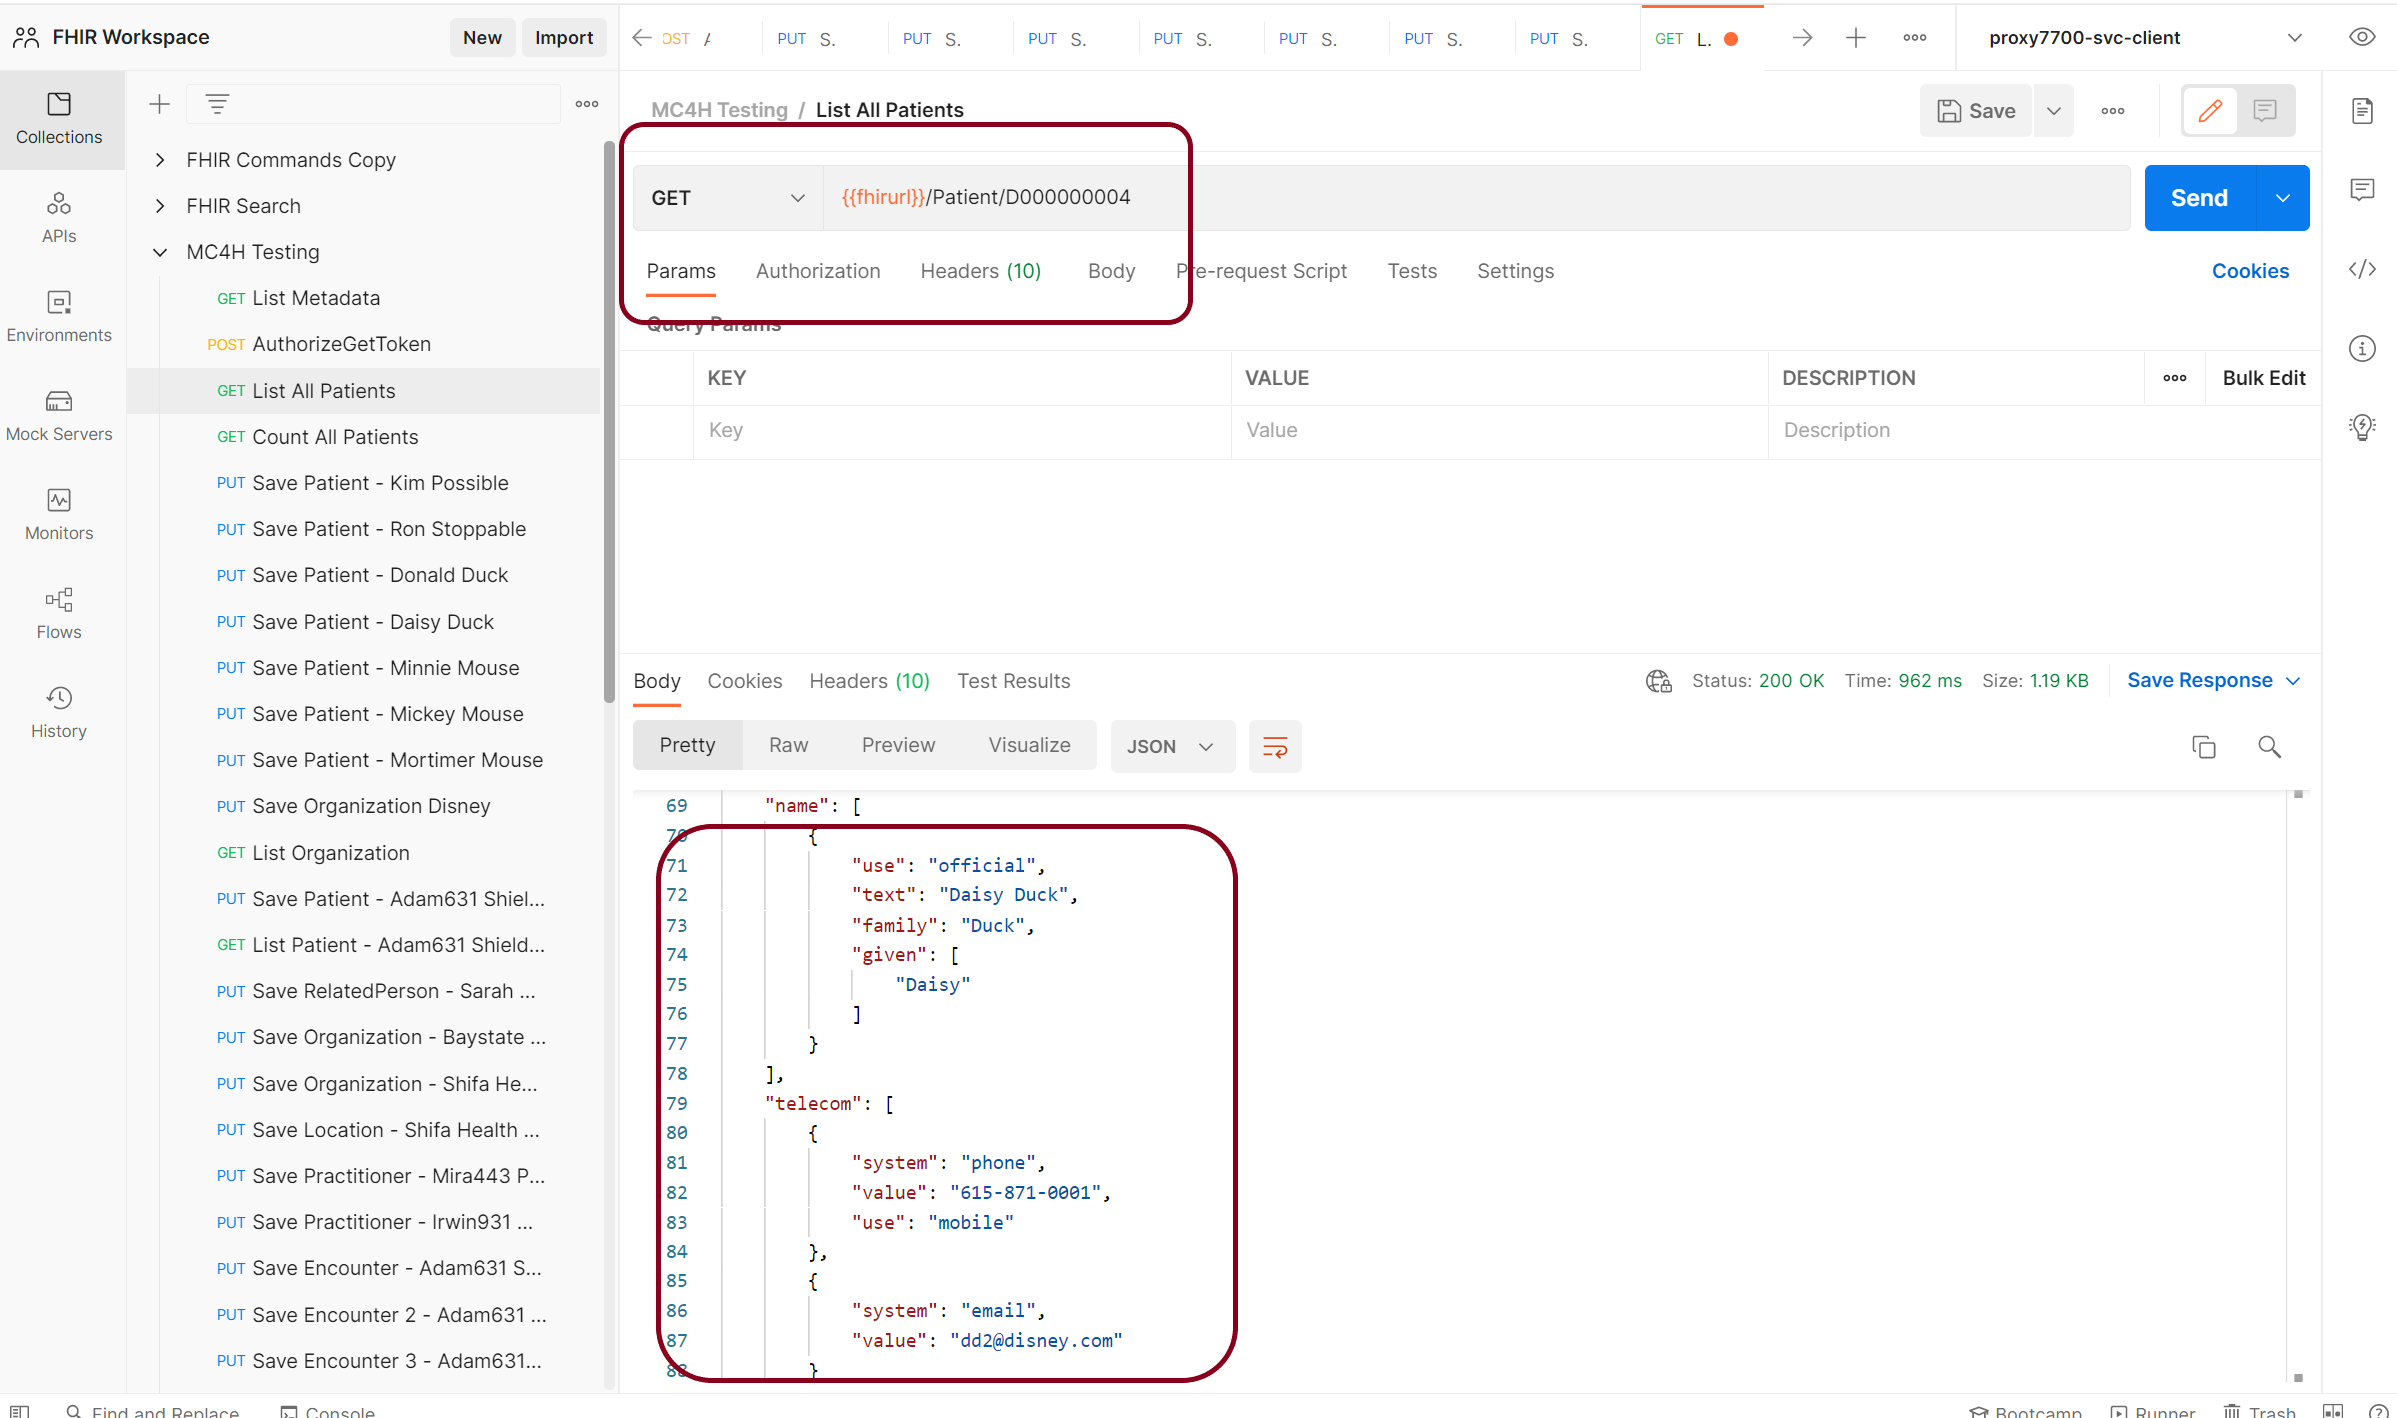 FHIR Workspace
New
Import
OST
PUT S.
PUT S.
PUT S.
PUT S.
PUT S.
PUT S.
PUT S.
GET L.
proxy7700-svc-client
Collections
APIs
Environments
Mock Servers
Monitors
Flows
History
FHIR Commands Copy
FHIR Search
MC4H Testing
GET List Metadata
POST AuthorizeGetToken
GET List All Patients
GET Count All Patients
PUT Save Patient - Kim Possible
PUT Save Patient - Ron Stoppable
PUT Save Patient - Donald Duck
PUT Save Patient - Daisy Duck
PUT Save Patient - Minnie Mouse
PUT Save Patient - Mickey Mouse
PUT Save Patient - Mortimer Mouse
PUT Save Organization Disney
GET List Organization
PUT Save Patient - Adam631 Shiel...
GET List Patient - Adam631 Shield...
PUT Save RelatedPerson - Sarah ...
PUT Save Organization - Baystate ...
PUT Save Organization - Shifa He...
PUT Save Location - Shifa Health ...
PUT Save Practitioner - Mira443 P...
PUT Save Practitioner - Irwin931 ...
PUT Save Encounter - Adam631 S...
PUT Save Encounter 2 - Adam631 ...
PUT Save Encounter 3 - Adam631...
MC4H Testing / List All Patients
Save
GET
{{fhirurl}}/Patient/D000000004
Send
Params
Authorization
Headers (10)
Body
Pre-request Script
Tests
Settings
Cookies
Query Params
KEY
VALUE
DESCRIPTION
Bulk Edit
Key
Value
Description
Body
Cookies
Headers (10)
Test Results
Status: 200 OK
Time: 962 ms
Size: 1.19 KB
Save Response
Pretty
Raw
Preview
Visualize
JSON
69 "name": [
70 {
71 "use": "official",
72 "text": "Daisy Duck",
73 "family": "Duck",
74 "given": [
75 "Daisy"
76 ]
77 }
78 ],
79 "telecom": [
80 {
81 "system": "phone",
82 "value": "615-871-0001",
83 "use": "mobile"
84 },
85 {
86 "system": "email",
87 "value": "dd2@disney.com"
88 }
Find and Replace
Console
Bootcamp
Runner
Trash